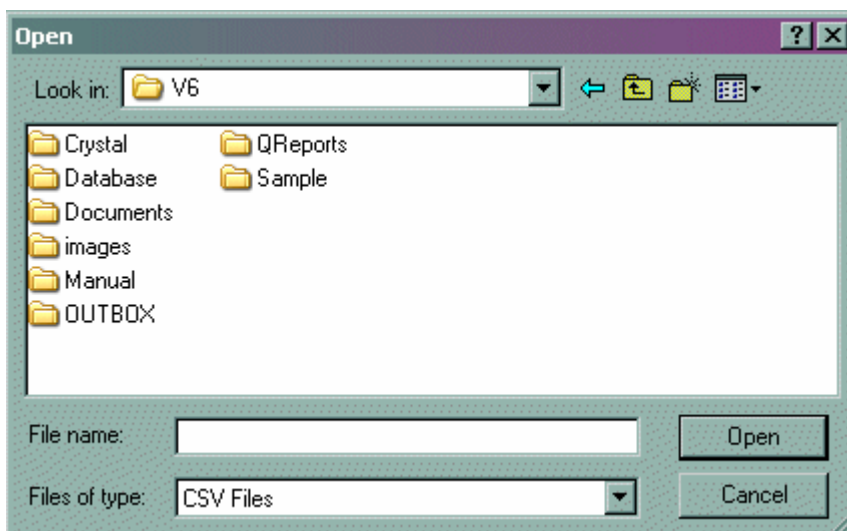 Open
Look in: V6
Crystal
Database
Documents
images
Manual
OUTBOX
QReports
Sample
File name:
Open
Files of type: CSV Files
Cancel